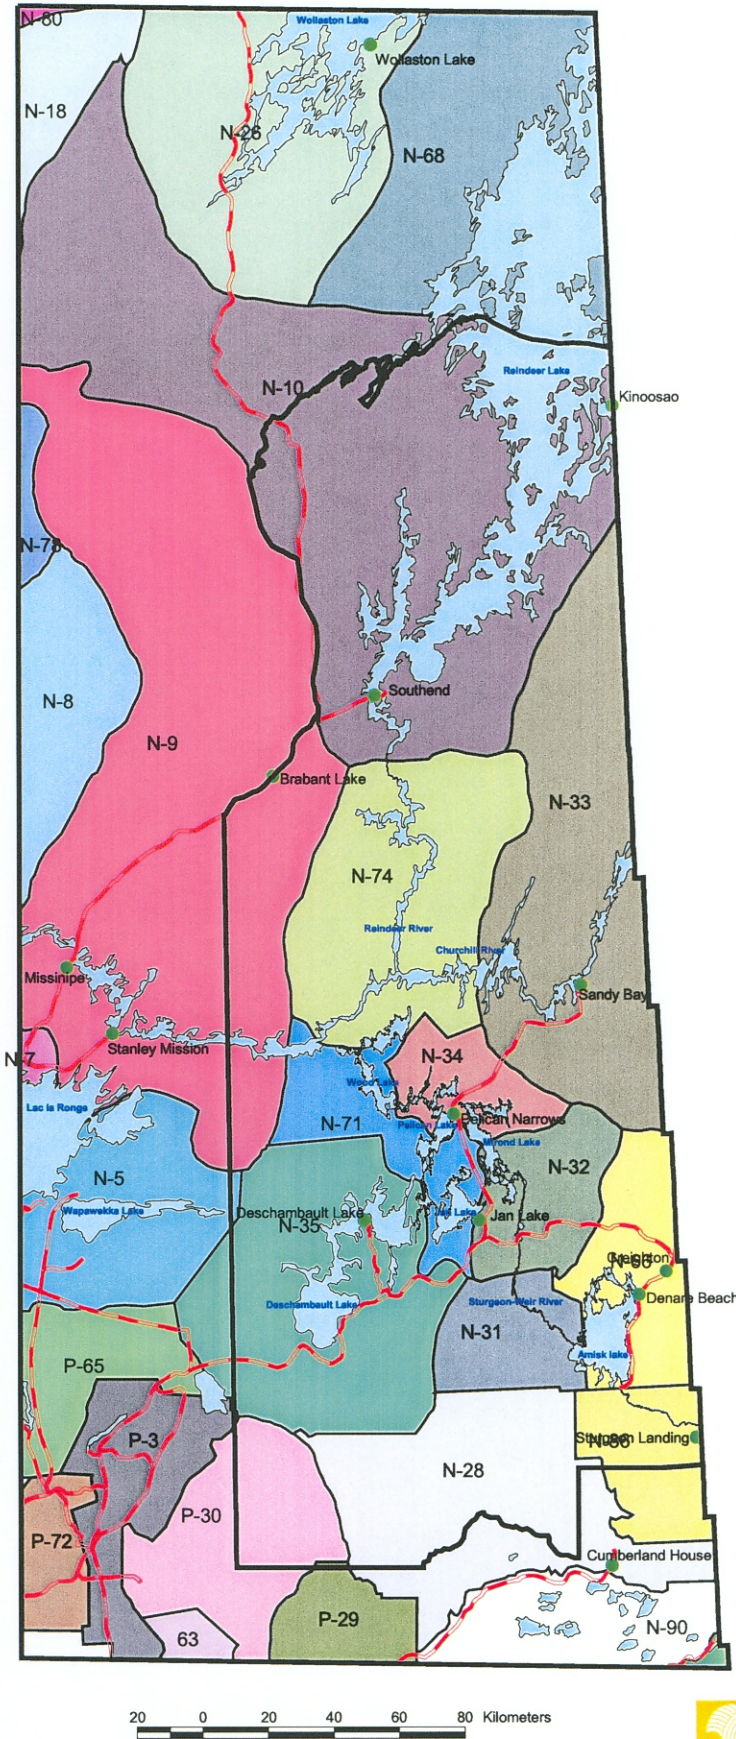 N-80
Wollaston Lake
Wollaston Lake
N-18
N-26
N-68
Reindeer Lake
Kinoosao
N-10
N-78
N-8
Southend
N-9
Brabant Lake
N-33
N-74
Reindeer River
Churchill River
Missinipe
Sandy Bay
Stanley Mission
N-7
N-34
Wood Lake
Lac la Ronge
Pelican Narrows
N-71
Pelican Lake
Mirond Lake
N-5
N-32
Wapawekka Lake
Deschambault Lake
N-35
Jan Lake
Jan Lake
Creighton
Denare Beach
Deschambault Lake
Sturgeon-Weir River
N-31
Amisk lake
P-65
P-3
Sturgeon Landing
N-28
P-30
P-72
Cumberland House
P-29
N-90
63
20 0 20 40 60 80 Kilometers